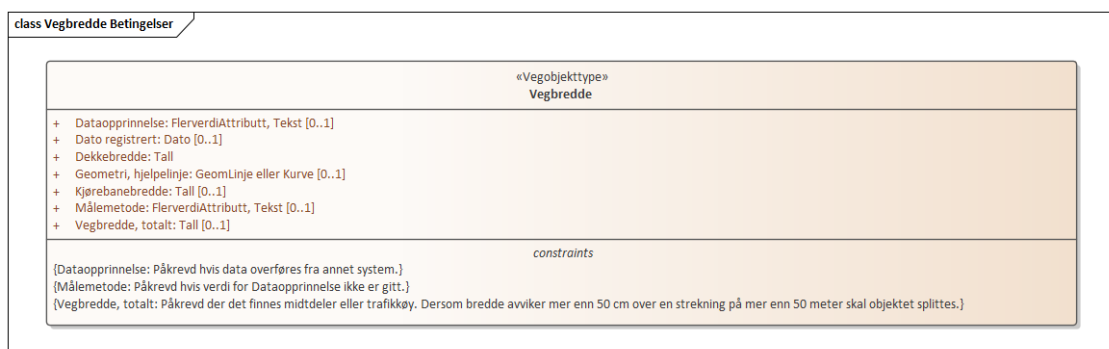 class Vegbredde Betingelser
«Vegobjekttype»
Vegbredde
+ Dataopprinnelse: FlerverdiAttributt, Tekst [0..1]
+ Dato registrert: Dato [0..1]
+ Dekkebredde: Tall
+ Geometri, hjelpelinje: GeomLinje eller Kurve [0..1]
+ Kjørebanebredde: Tall [0..1]
+ Målemetode: FlerverdiAttributt, Tekst [0..1]
+ Vegbredde, totalt: Tall [0..1]
constraints
{Dataopprinnelse: Påkrevd hvis data overføres fra annet system.}
{Målemetode: Påkrevd hvis verdi for Dataopprinnelse ikke er gitt.}
{Vegbredde, totalt: Påkrevd der det finnes midtdeler eller trafikkøy. Dersom bredde avviker mer enn 50 cm over en strekning på mer enn 50 meter skal objektet splittes.}